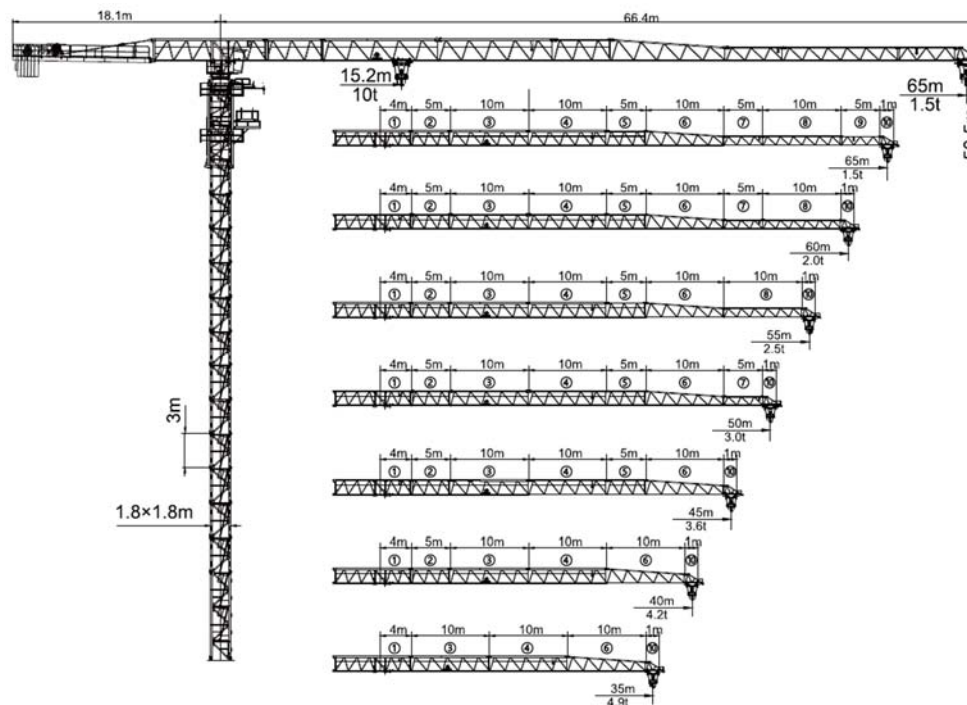 18.1m 66.4m
15.2m
10t
65m
1.5t
4m 5m 10m 10m 5m 10m 5m 10m 5m 1m
① ② ③ ④ ⑤ ⑥ ⑦ ⑧ ⑨ ⑩
65m
1.5t
4m 5m 10m 10m 5m 10m 5m 10m 1m
① ② ③ ④ ⑤ ⑥ ⑦ ⑧ ⑩
60m
2.0t
4m 5m 10m 10m 5m 10m 10m 1m
① ② ③ ④ ⑤ ⑥ ⑧ ⑩
55m
2.5t
4m 5m 10m 10m 5m 10m 5m 1m
① ② ③ ④ ⑤ ⑥ ⑦ ⑩
50m
3.0t
3m
4m 5m 10m 10m 5m 10m 1m
① ② ③ ④ ⑤ ⑥ ⑩
45m
3.6t
1.8×1.8m
4m 5m 10m 10m 10m 1m
① ② ③ ④ ⑥ ⑩
40m
4.2t
4m 10m 10m 10m 1m
① ③ ④ ⑥ ⑩
35m
4.9t